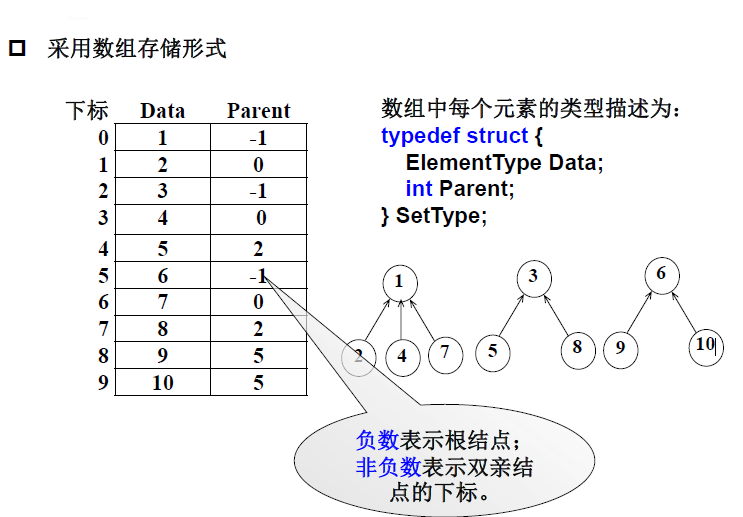 采用数组存储形式
下标 Data Parent
0 1 -1
1 2 0
2 3 -1
3 4 0
4 5 2
5 6 -1
6 7 0
7 8 2
8 9 5
9 10 5
数组中每个元素的类型描述为：
typedef struct {
ElementType Data;
int Parent;
} SetType;
1 3 6
2 4 7 5 8 9 10
负数表示根结点；
非负数表示双亲结
点的下标。